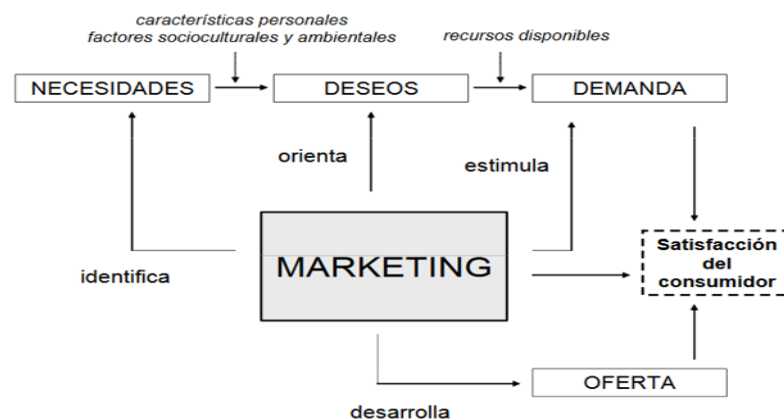 características personales
factores socioculturales y ambientales
recursos disponibles
NECESIDADES
DESEOS
DEMANDA
orienta
estimula
identifica
MARKETING
Satisfacción
del
consumidor
OFERTA
desarrolla